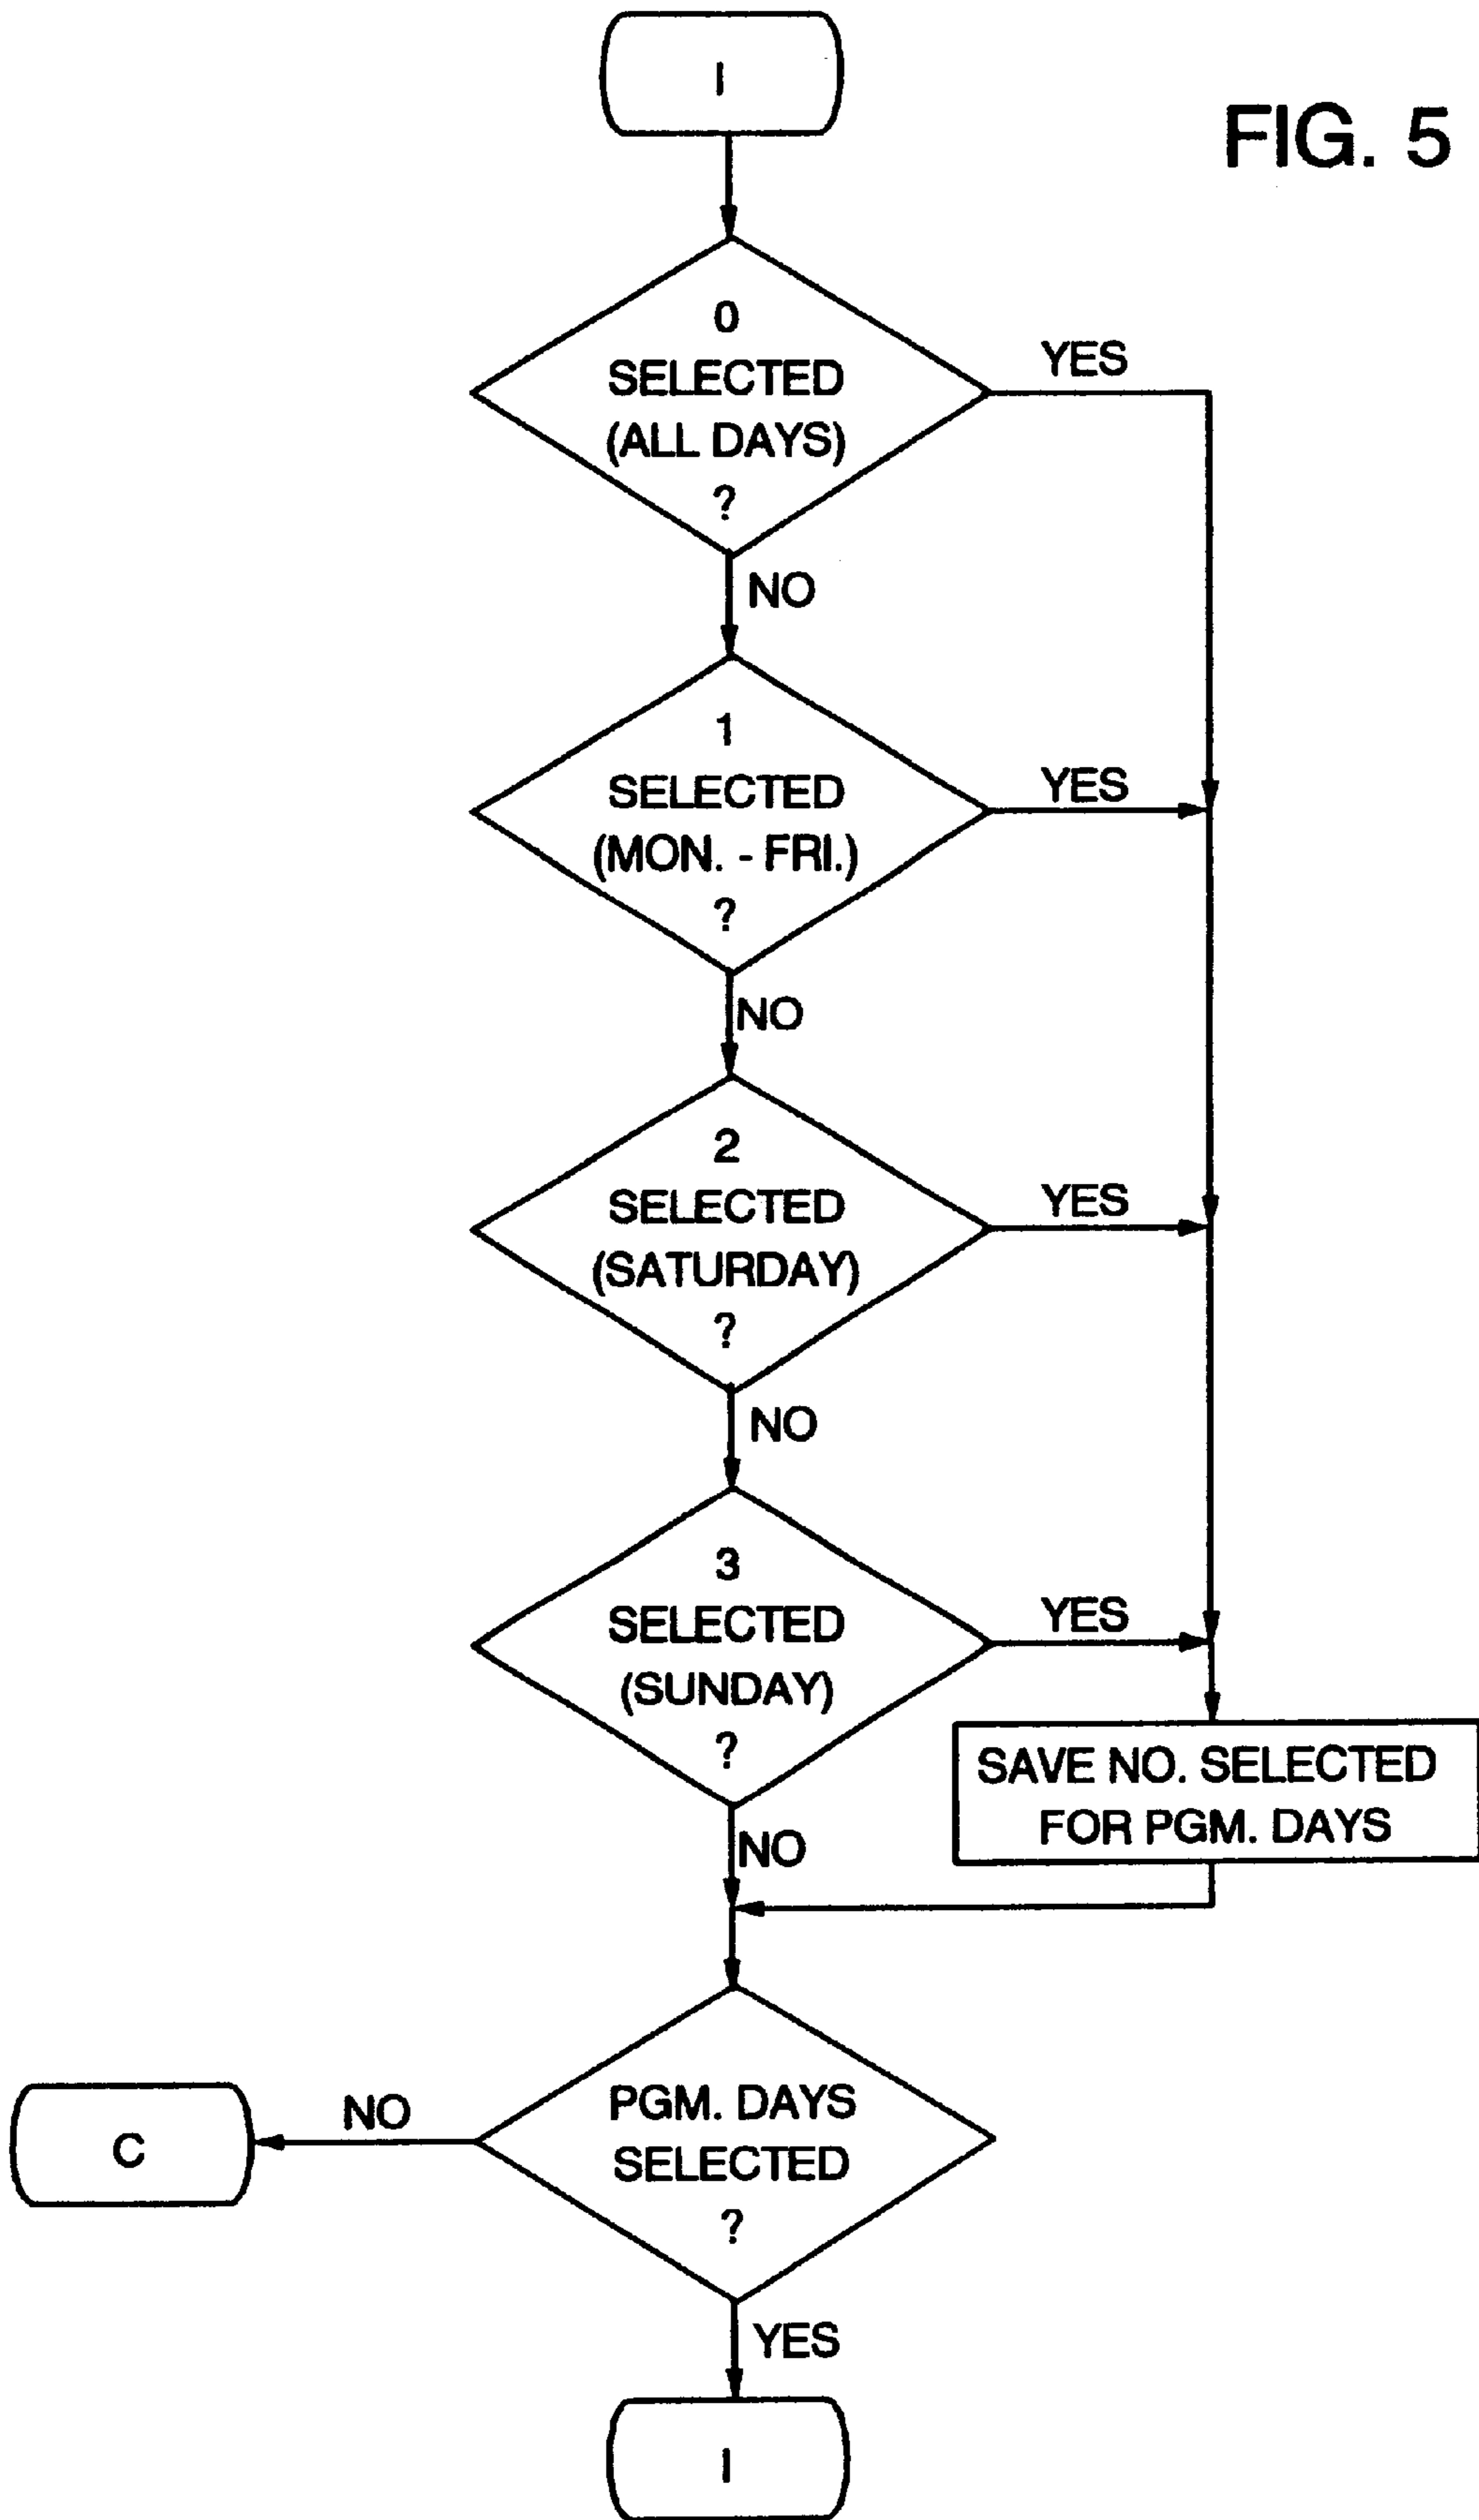 I
FIG. 5
0
SELECTED
(ALL DAYS)
?
YES
NO
1
SELECTED
(MON. - FRI.)
?
YES
NO
2
SELECTED
(SATURDAY)
?
YES
NO
3
SELECTED
(SUNDAY)
?
YES
SAVE NO. SELECTED
FOR PGM. DAYS
NO
PGM. DAYS
SELECTED
?
NO
C
YES
I